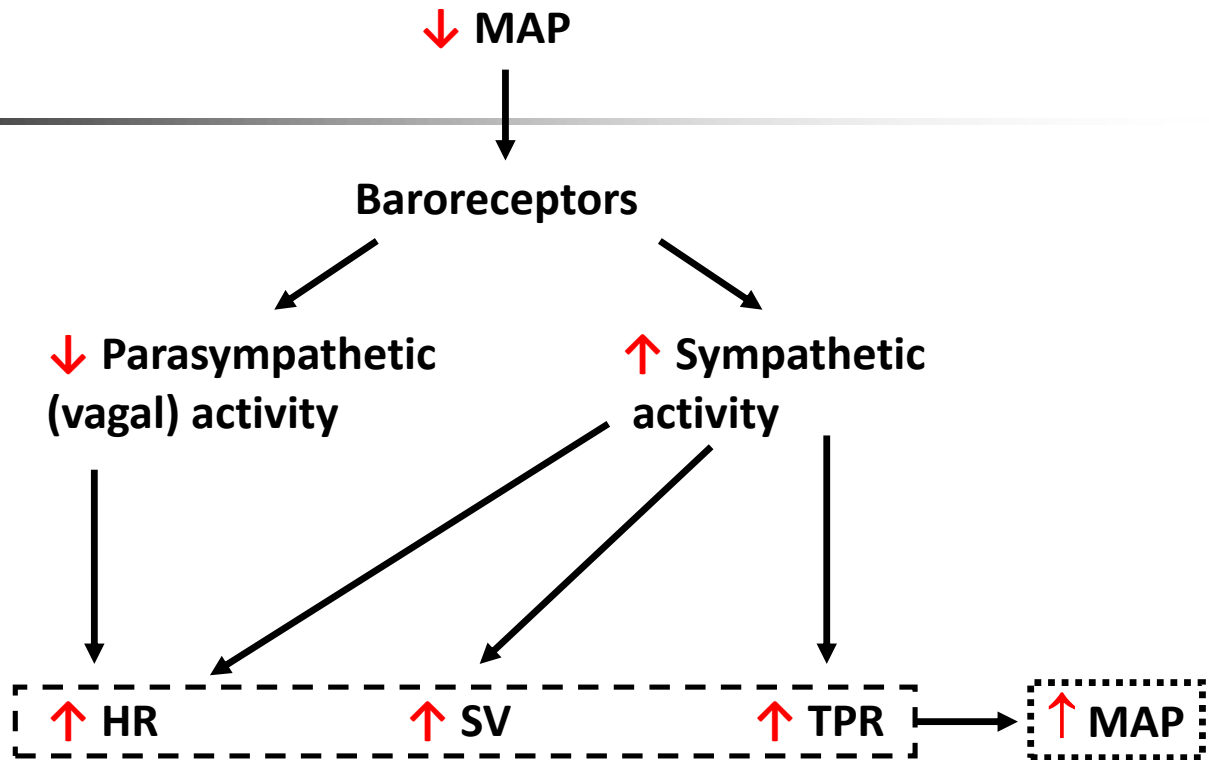 ↓ MAP
Baroreceptors
↓ Parasympathetic
(vagal) activity
↑ Sympathetic
activity
↑ HR
↑ SV
↑ TPR
↑ MAP